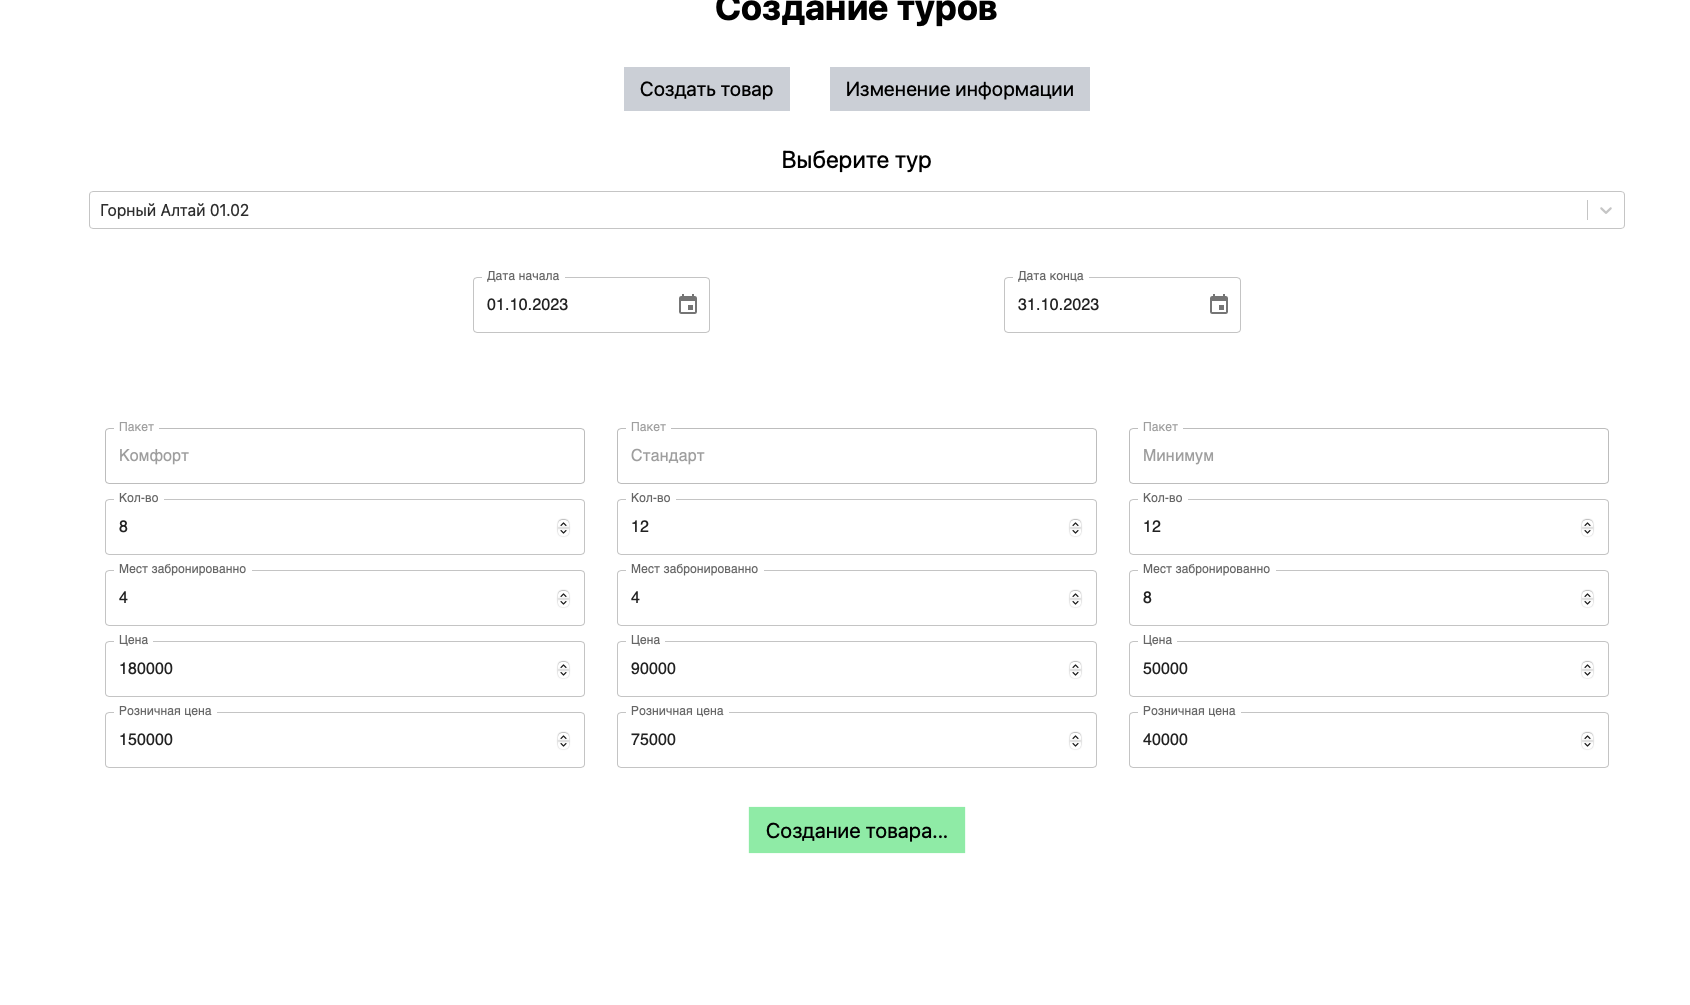 Создание туров
Создать товар Изменение информации
Выберите тур
Горный Алтай 01.02
Дата начала Дата конца
01.10.2023 31.10.2023
Пакет Пакет Пакет
Комфорт Стандарт Минимум
Кол-во Кол-во Кол-во
8 12 12
Мест забронированно Мест забронированно Мест забронированно
4 4 8
Цена Цена Цена
180000 90000 50000
Розничная цена Розничная цена Розничная цена
150000 75000 40000
Создание товара...